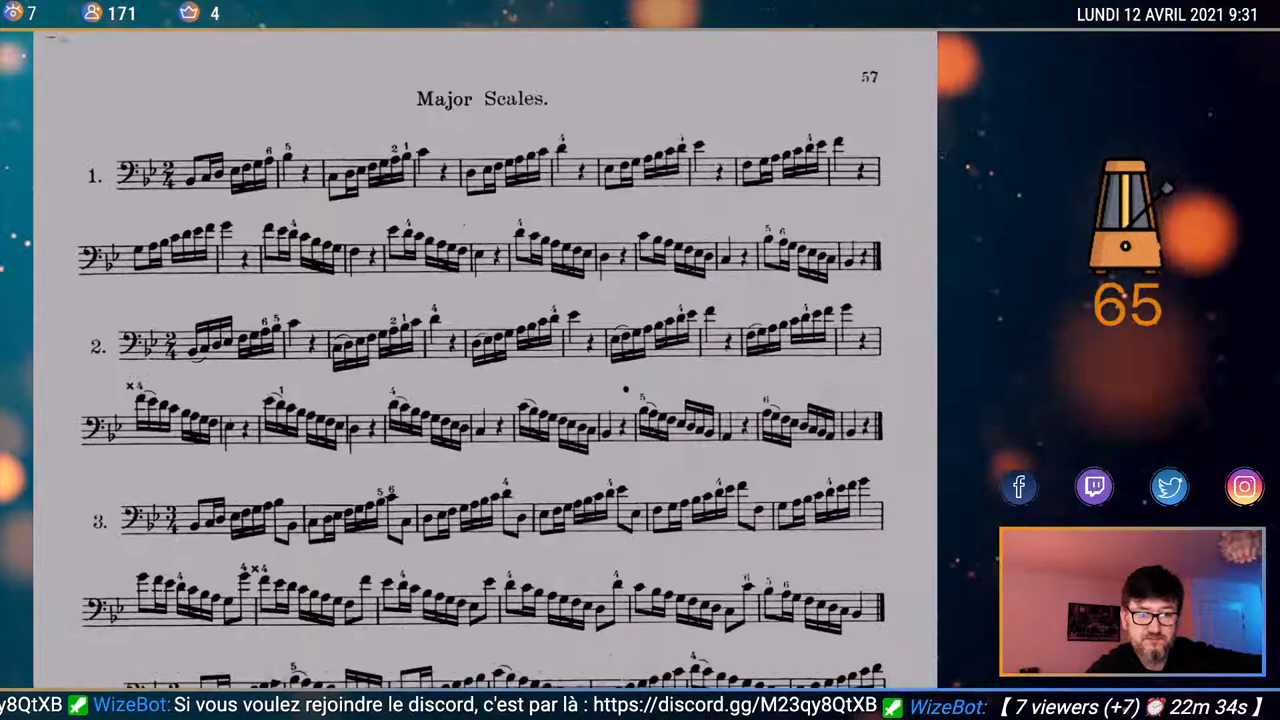 7
171
4
LUNDI 12 AVRIL 2021 9:31
57
Major Scales.
1.
2.
3.
65
y8QtXB WizeBot: Si vous voulez rejoindre le discord, c'est par là : https://discord.gg/M23qy8QtXB WizeBot: 【 7 viewers (+7) ⏰ 22m 34s 】